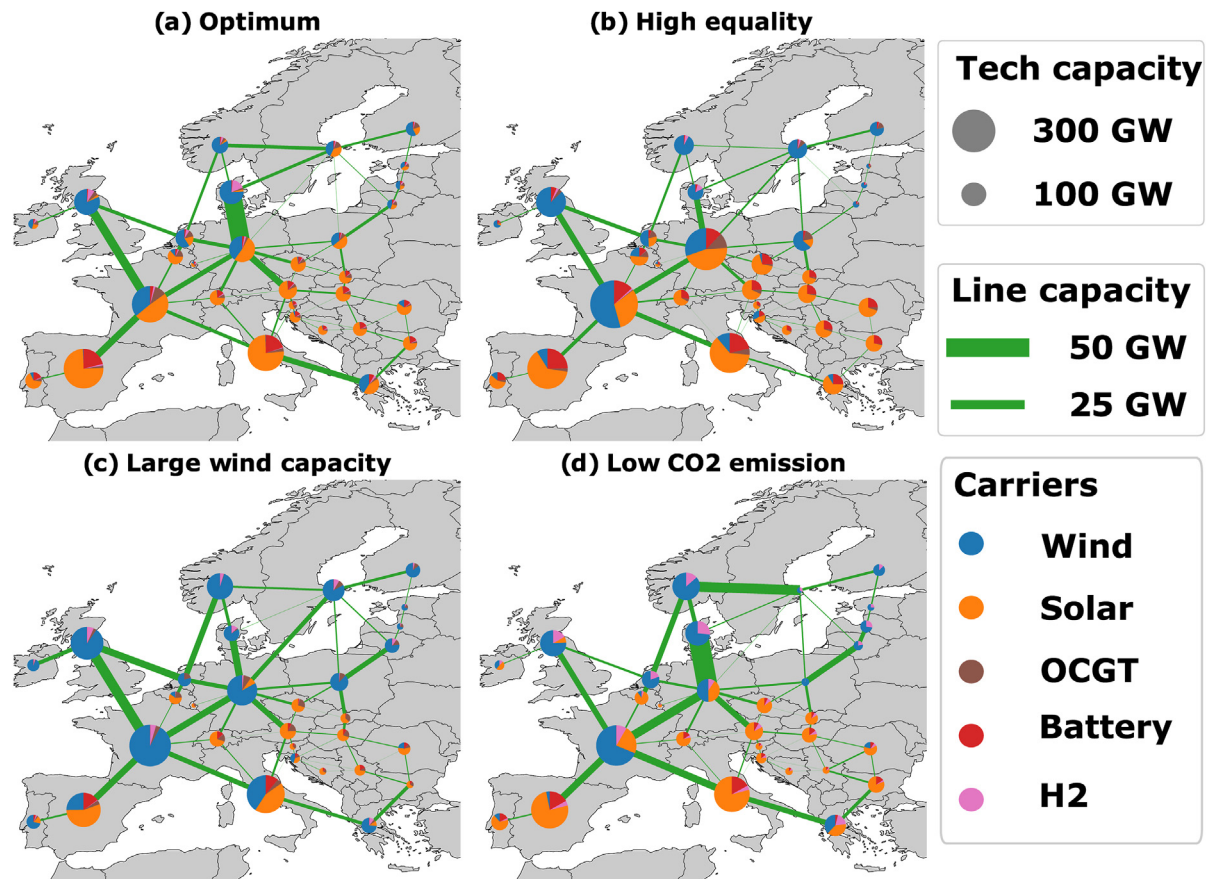 (a) Optimum
(b) High equality
Tech capacity
300 GW
100 GW
Line capacity
50 GW
25 GW
(c) Large wind capacity
(d) Low CO2 emission
Carriers
Wind
Solar
OCGT
Battery
H2